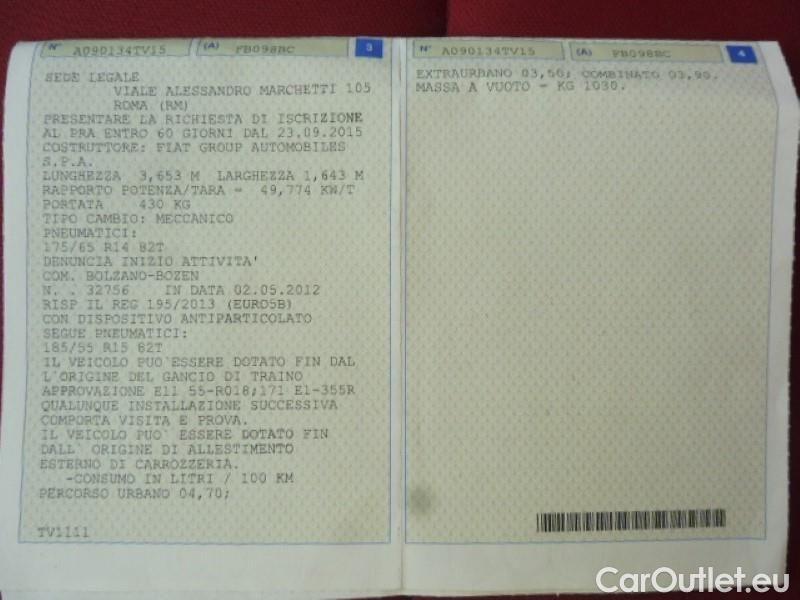 N° A090134TV15 (A) FB098BC 3
SEDE LEGALE
VIALE ALESSANDRO MARCHETTI 105
ROMA (RM)
PRESENTARE LA RICHIESTA DI ISCRIZIONE
AL PRA ENTRO 60 GIORNI DAL 23.09.2015
COSTRUTTORE: FIAT GROUP AUTOMOBILES
S.P.A.
LUNGHEZZA 3,653 M LARGHEZZA 1,643 M
RAPPORTO POTENZA/TARA = 49,774 KW/T
PORTATA 430 KG
TIPO CAMBIO: MECCANICO
PNEUMATICI:
175/65 R14 82T
DENUNCIA INIZIO ATTIVITA'
COM. BOLZANO-BOZEN
N. . 32756 IN DATA 02.05.2012
RISP IL REG 195/2013 (EURO5B)
CON DISPOSITIVO ANTIPARTICOLATO
SEGUE PNEUMATICI:
185/55 R15 82T
IL VEICOLO PUO`ESSERE DOTATO FIN DAL
L'ORIGINE DEL GANCIO DI TRAINO
APPROVAZIONE E11 55-R018;171 E1-355R
QUALUNQUE INSTALLAZIONE SUCCESSIVA
COMPORTA VISITA E PROVA.
IL VEICOLO PUO` ESSERE DOTATO FIN
DALL` ORIGINE DI ALLESTIMENTO
ESTERNO DI CARROZZERIA.
-CONSUMO IN LITRI / 100 KM
PERCORSO URBANO 04,70;
TV1111
N° A090134TV15 (A) FB098BC 4
EXTRAURBANO 03,50; COMBINATO 03,90.
MASSA A VUOTO - KG 1030.
CarOutlet.eu